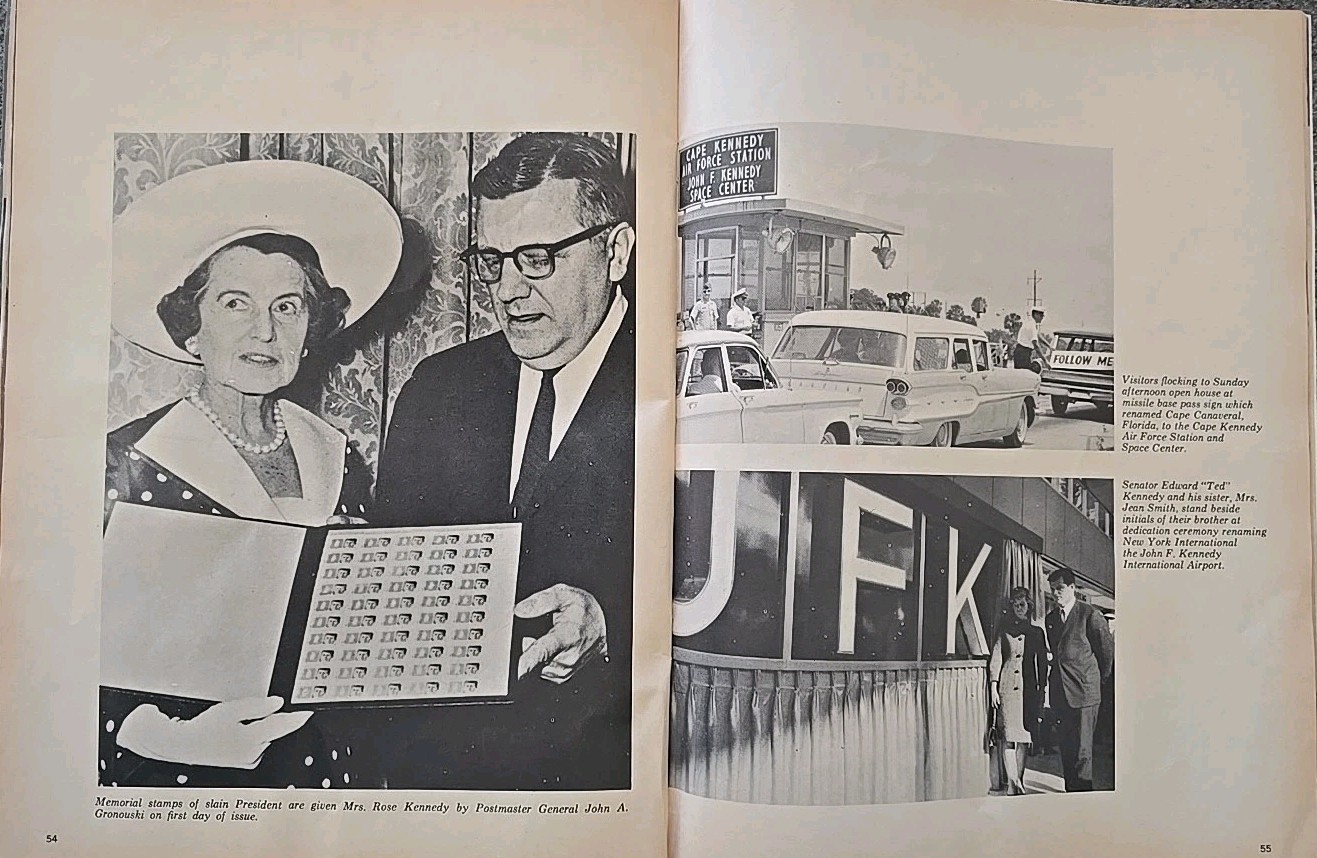 Memorial stamps of slain President are given Mrs. Rose Kennedy by Postmaster General John A.
Gronouski on first day of issue.
54
CAPE KENNEDY
AIR FORCE STATION
JOHN F. KENNEDY
SPACE CENTER
FOLLOW ME
Visitors flocking to Sunday
afternoon open house at
missile base pass sign which
renamed Cape Canaveral,
Florida, to the Cape Kennedy
Air Force Station and
Space Center.
JFK
Senator Edward "Ted"
Kennedy and his sister, Mrs.
Jean Smith, stand beside
initials of their brother at
dedication ceremony renaming
New York International
the John F. Kennedy
International Airport.
55